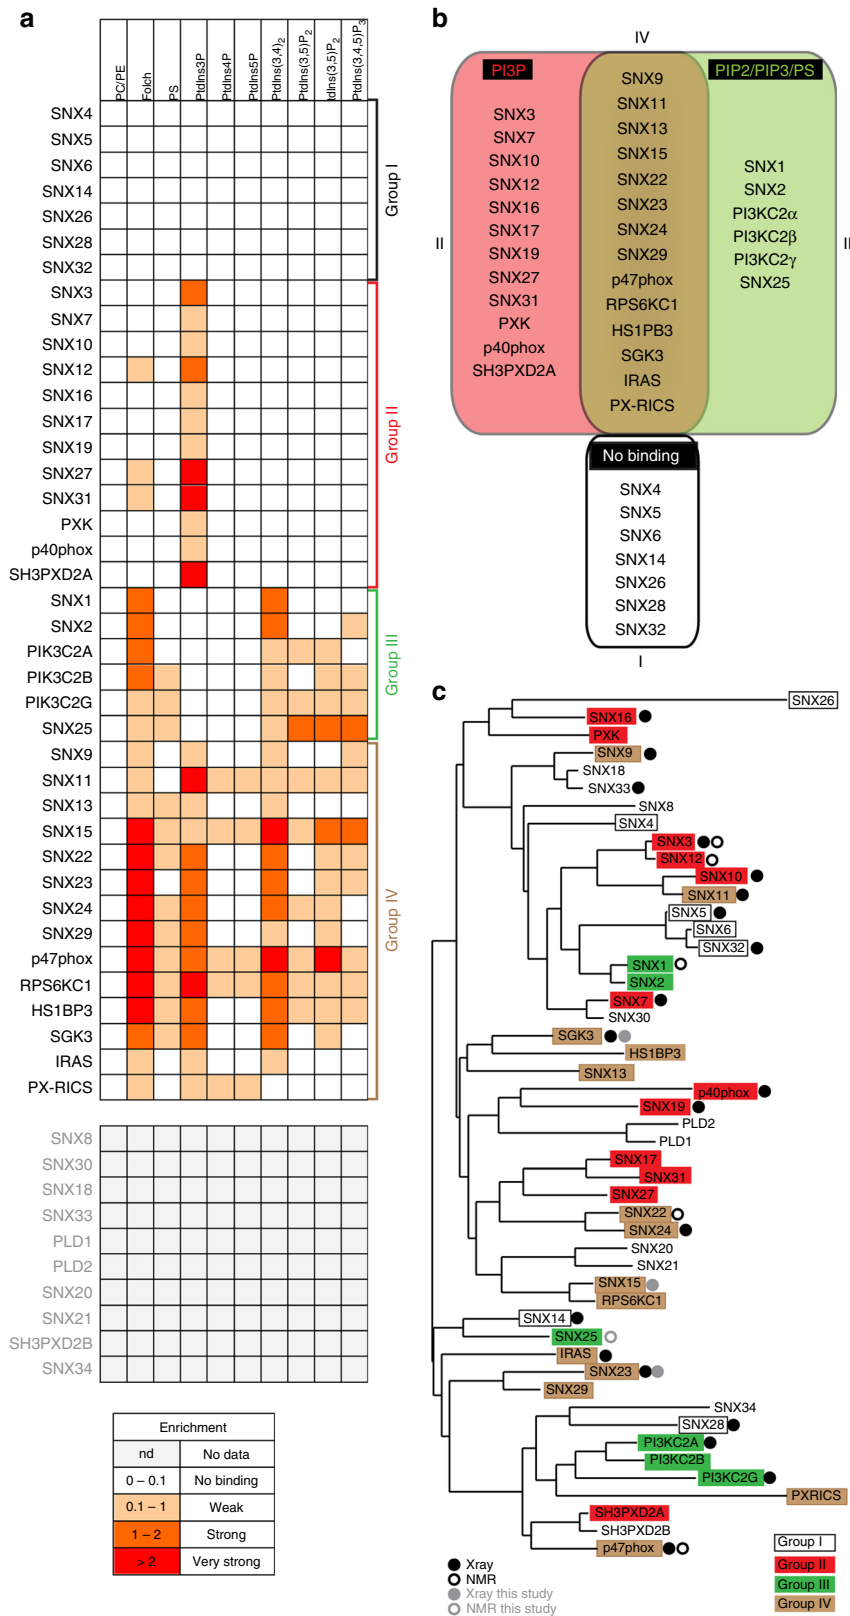 a
PC/PE
Folch
PS
PtdIns3P
PtdIns4P
PtdIns5P
PtdIns(3,4)2
PtdIns(3,5)P2
tdIns(3,5)P2
PtdIns(3,4,5)P3
SNX4
SNX5
SNX6
SNX14
SNX26
SNX28
SNX32
Group I
SNX3
SNX7
SNX10
SNX12
SNX16
SNX17
SNX19
SNX27
SNX31
PXK
p40phox
SH3PXD2A
Group II
SNX1
SNX2
PIK3C2A
PIK3C2B
PIK3C2G
SNX25
Group III
SNX9
SNX11
SNX13
SNX15
SNX22
SNX23
SNX24
SNX29
p47phox
RPS6KC1
HS1BP3
SGK3
IRAS
PX-RICS
Group IV
SNX8
SNX30
SNX18
SNX33
PLD1
PLD2
SNX20
SNX21
SH3PXD2B
SNX34
Enrichment
nd No data
0 – 0.1 No binding
0.1 – 1 Weak
1 – 2 Strong
> 2 Very strong
b
IV
PI3P
SNX3
SNX7
SNX10
SNX12
SNX16
SNX17
SNX19
SNX27
SNX31
PXK
p40phox
SH3PXD2A
II
SNX9
SNX11
SNX13
SNX15
SNX22
SNX23
SNX24
SNX29
p47phox
RPS6KC1
HS1PB3
SGK3
IRAS
PX-RICS
PIP2/PIP3/PS
SNX1
SNX2
PI3KC2α
PI3KC2β
PI3KC2γ
SNX25
II
No binding
SNX4
SNX5
SNX6
SNX14
SNX26
SNX28
SNX32
I
c
SNX26
SNX16
PXK
SNX9
SNX18
SNX33
SNX8
SNX4
SNX3
SNX12
SNX10
SNX11
SNX5
SNX6
SNX32
SNX1
SNX2
SNX7
SNX30
SGK3
HS1BP3
SNX13
p40phox
SNX19
PLD2
PLD1
SNX17
SNX31
SNX27
SNX22
SNX24
SNX20
SNX21
SNX15
RPS6KC1
SNX14
SNX25
IRAS
SNX23
SNX29
SNX34
SNX28
PI3KC2A
PI3KC2B
PI3KC2G
PXRICS
SH3PXD2A
SH3PXD2B
p47phox
Xray
NMR
Xray this study
NMR this study
Group I
Group II
Group III
Group IV